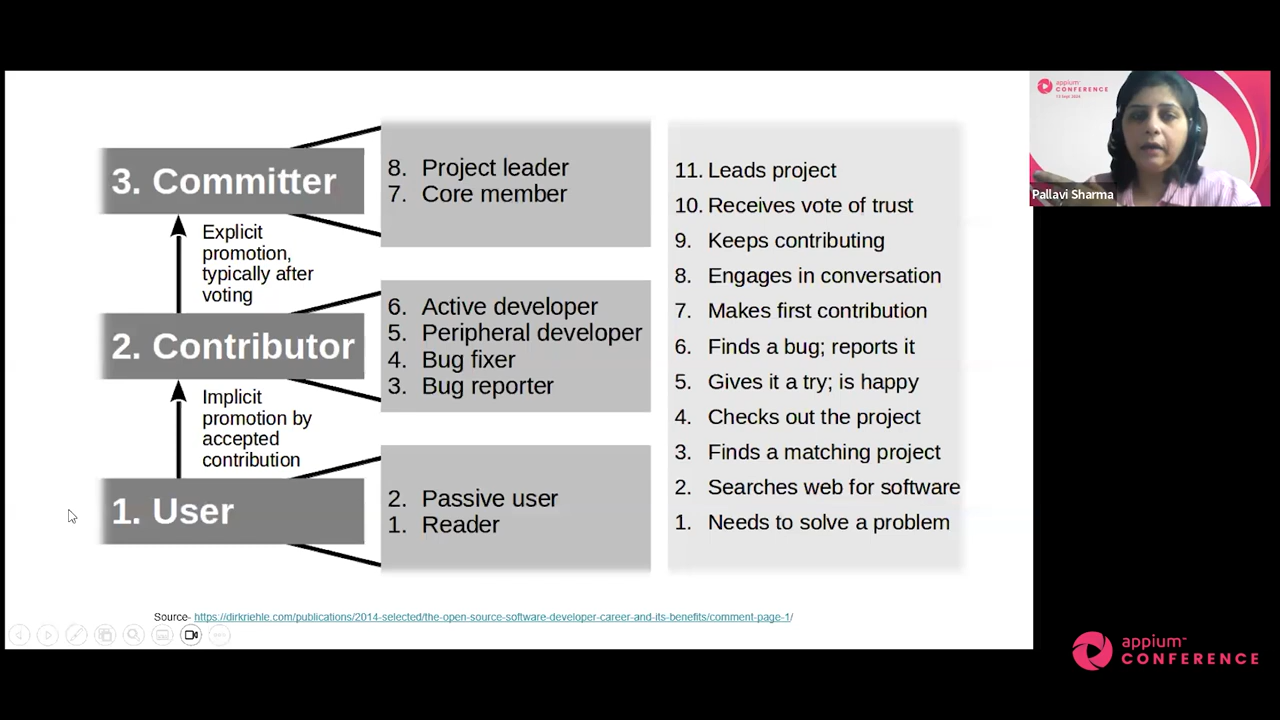 3. Committer
Explicit
promotion,
typically after
voting
2. Contributor
Implicit
promotion by
accepted
contribution
1. User
8. Project leader
7. Core member
6. Active developer
5. Peripheral developer
4. Bug fixer
3. Bug reporter
2. Passive user
1. Reader
11. Leads project
10. Receives vote of trust
9. Keeps contributing
8. Engages in conversation
7. Makes first contribution
6. Finds a bug; reports it
5. Gives it a try; is happy
4. Checks out the project
3. Finds a matching project
2. Searches web for software
1. Needs to solve a problem
Source- https://dirkriehle.com/publications/2014-selected/the-open-source-software-developer-career-and-its-benefits/comment-page-1/
appium
CONFERENCE
Pallavi Sharma
appium
CONFERENCE